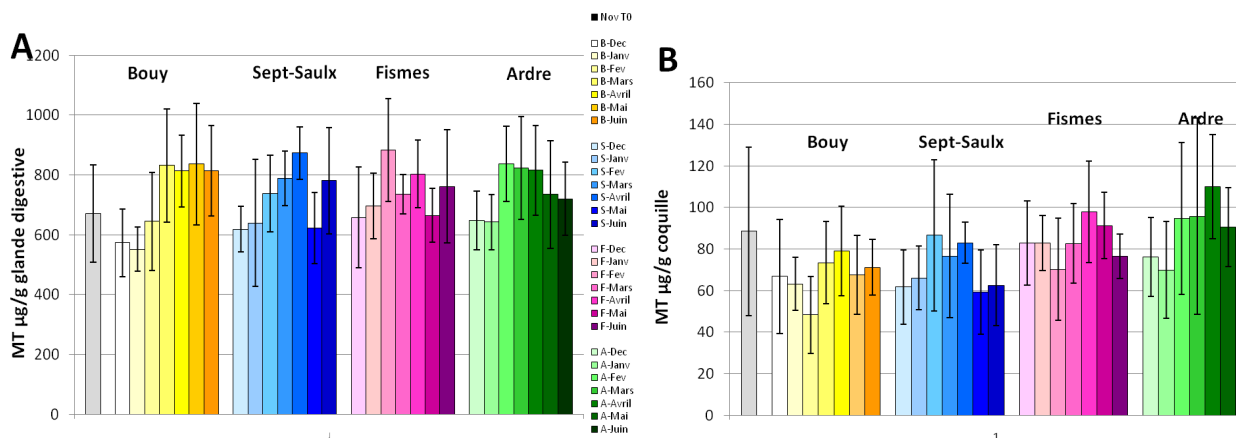 A
MT µg/g glande digestive
1200
1000
800
600
400
200
0
Bouy
Sept-Saulx
Fismes
Ardre
Nov T0
B-Dec
B-Janv
B-Fev
B-Mars
B-Avril
B-Mai
B-Juin
S-Dec
S-Janv
S-Fev
S-Mars
S-Avril
S-Mai
S-Juin
F-Dec
F-Janv
F-Fev
F-Mars
F-Avril
F-Mai
F-Juin
A-Dec
A-Janv
A-Fev
A-Mars
A-Avril
A-Mai
A-Juin
B
MT µg/g coquille
160
140
120
100
80
60
40
20
0
Bouy
Sept-Saulx
Fismes
Ardre